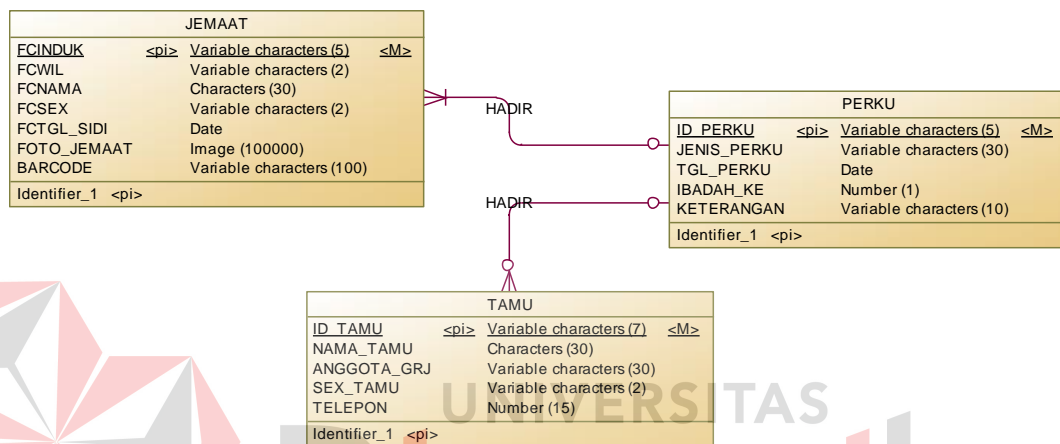 JEMAAT
FCINDUK <pi> Variable characters (5) <M>
FCWIL Variable characters (2)
FCNAMA Characters (30)
FCSEX Variable characters (2)
FCTGL_SIDI Date
FOTO_JEMAAT Image (100000)
BARCODE Variable characters (100)
Identifier_1 <pi>
HADIR
PERKU
ID_PERKU <pi> Variable characters (5) <M>
JENIS_PERKU Variable characters (30)
TGL_PERKU Date
IBADAH_KE Number (1)
KETERANGAN Variable characters (10)
Identifier_1 <pi>
HADIR
TAMU
ID_TAMU <pi> Variable characters (7) <M>
NAMA_TAMU Characters (30)
ANGGOTA_GRJ Variable characters (30)
SEX_TAMU Variable characters (2)
TELEPON Number (15)
Identifier_1 <pi>
UNIVERSITAS